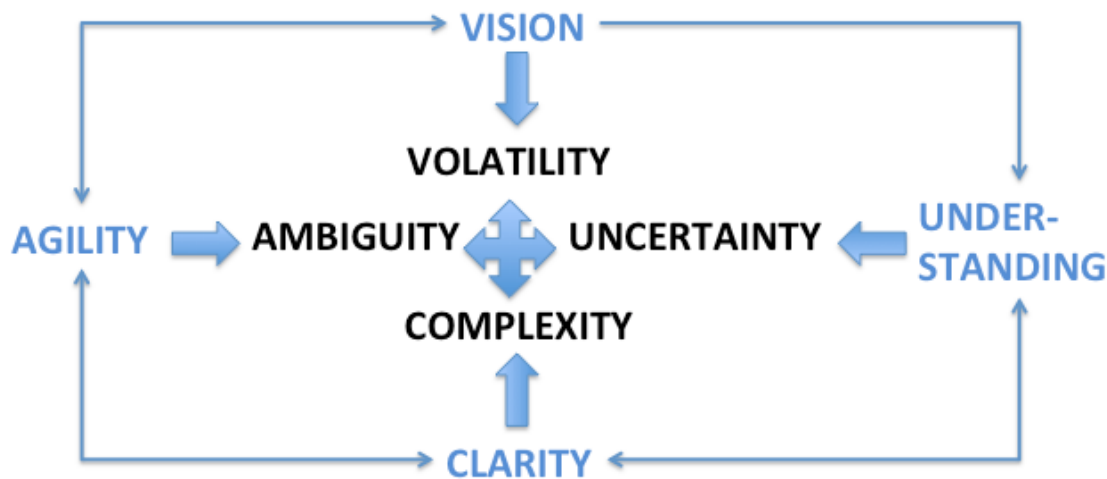 VISION
VOLATILITY
AGILITY
AMBIGUITY
UNCERTAINTY
UNDER-
STANDING
COMPLEXITY
CLARITY